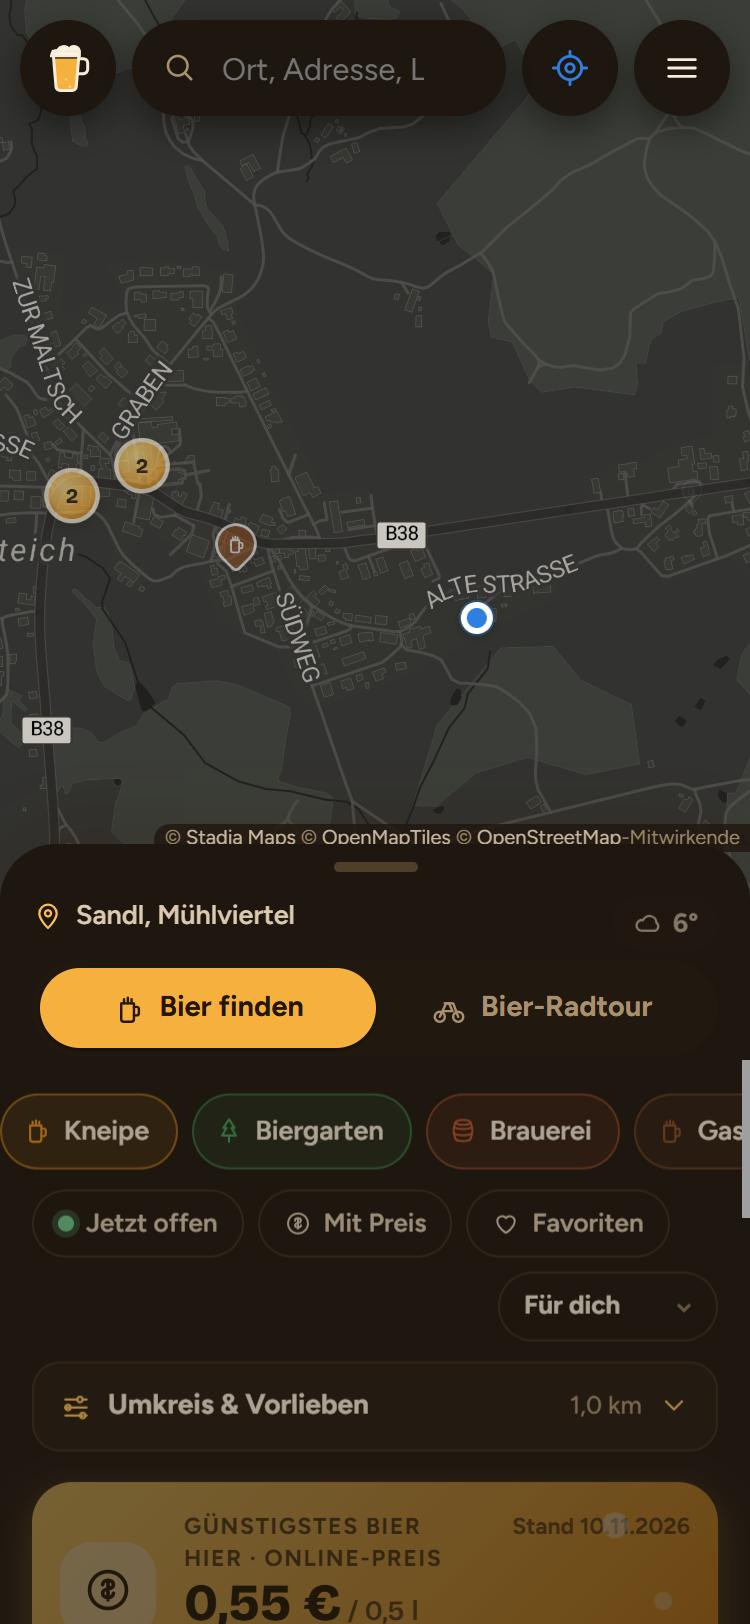 Ort, Adresse, L
ZUR MALTSCH
GRABEN
SSE
2
2
teich
B38
ALTE STRASSE
SÜDWEG
B38
© Stadia Maps © OpenMapTiles © OpenStreetMap-Mitwirkende
Sandl, Mühlviertel
6°
Bier finden
Bier-Radtour
Kneipe
Biergarten
Brauerei
Gas
Jetzt offen
Mit Preis
Favoriten
Für dich
Umkreis & Vorlieben
1,0 km
GÜNSTIGSTES BIER
HIER · ONLINE-PREIS
Stand 10.11.2026
0,55 € / 0,5 l